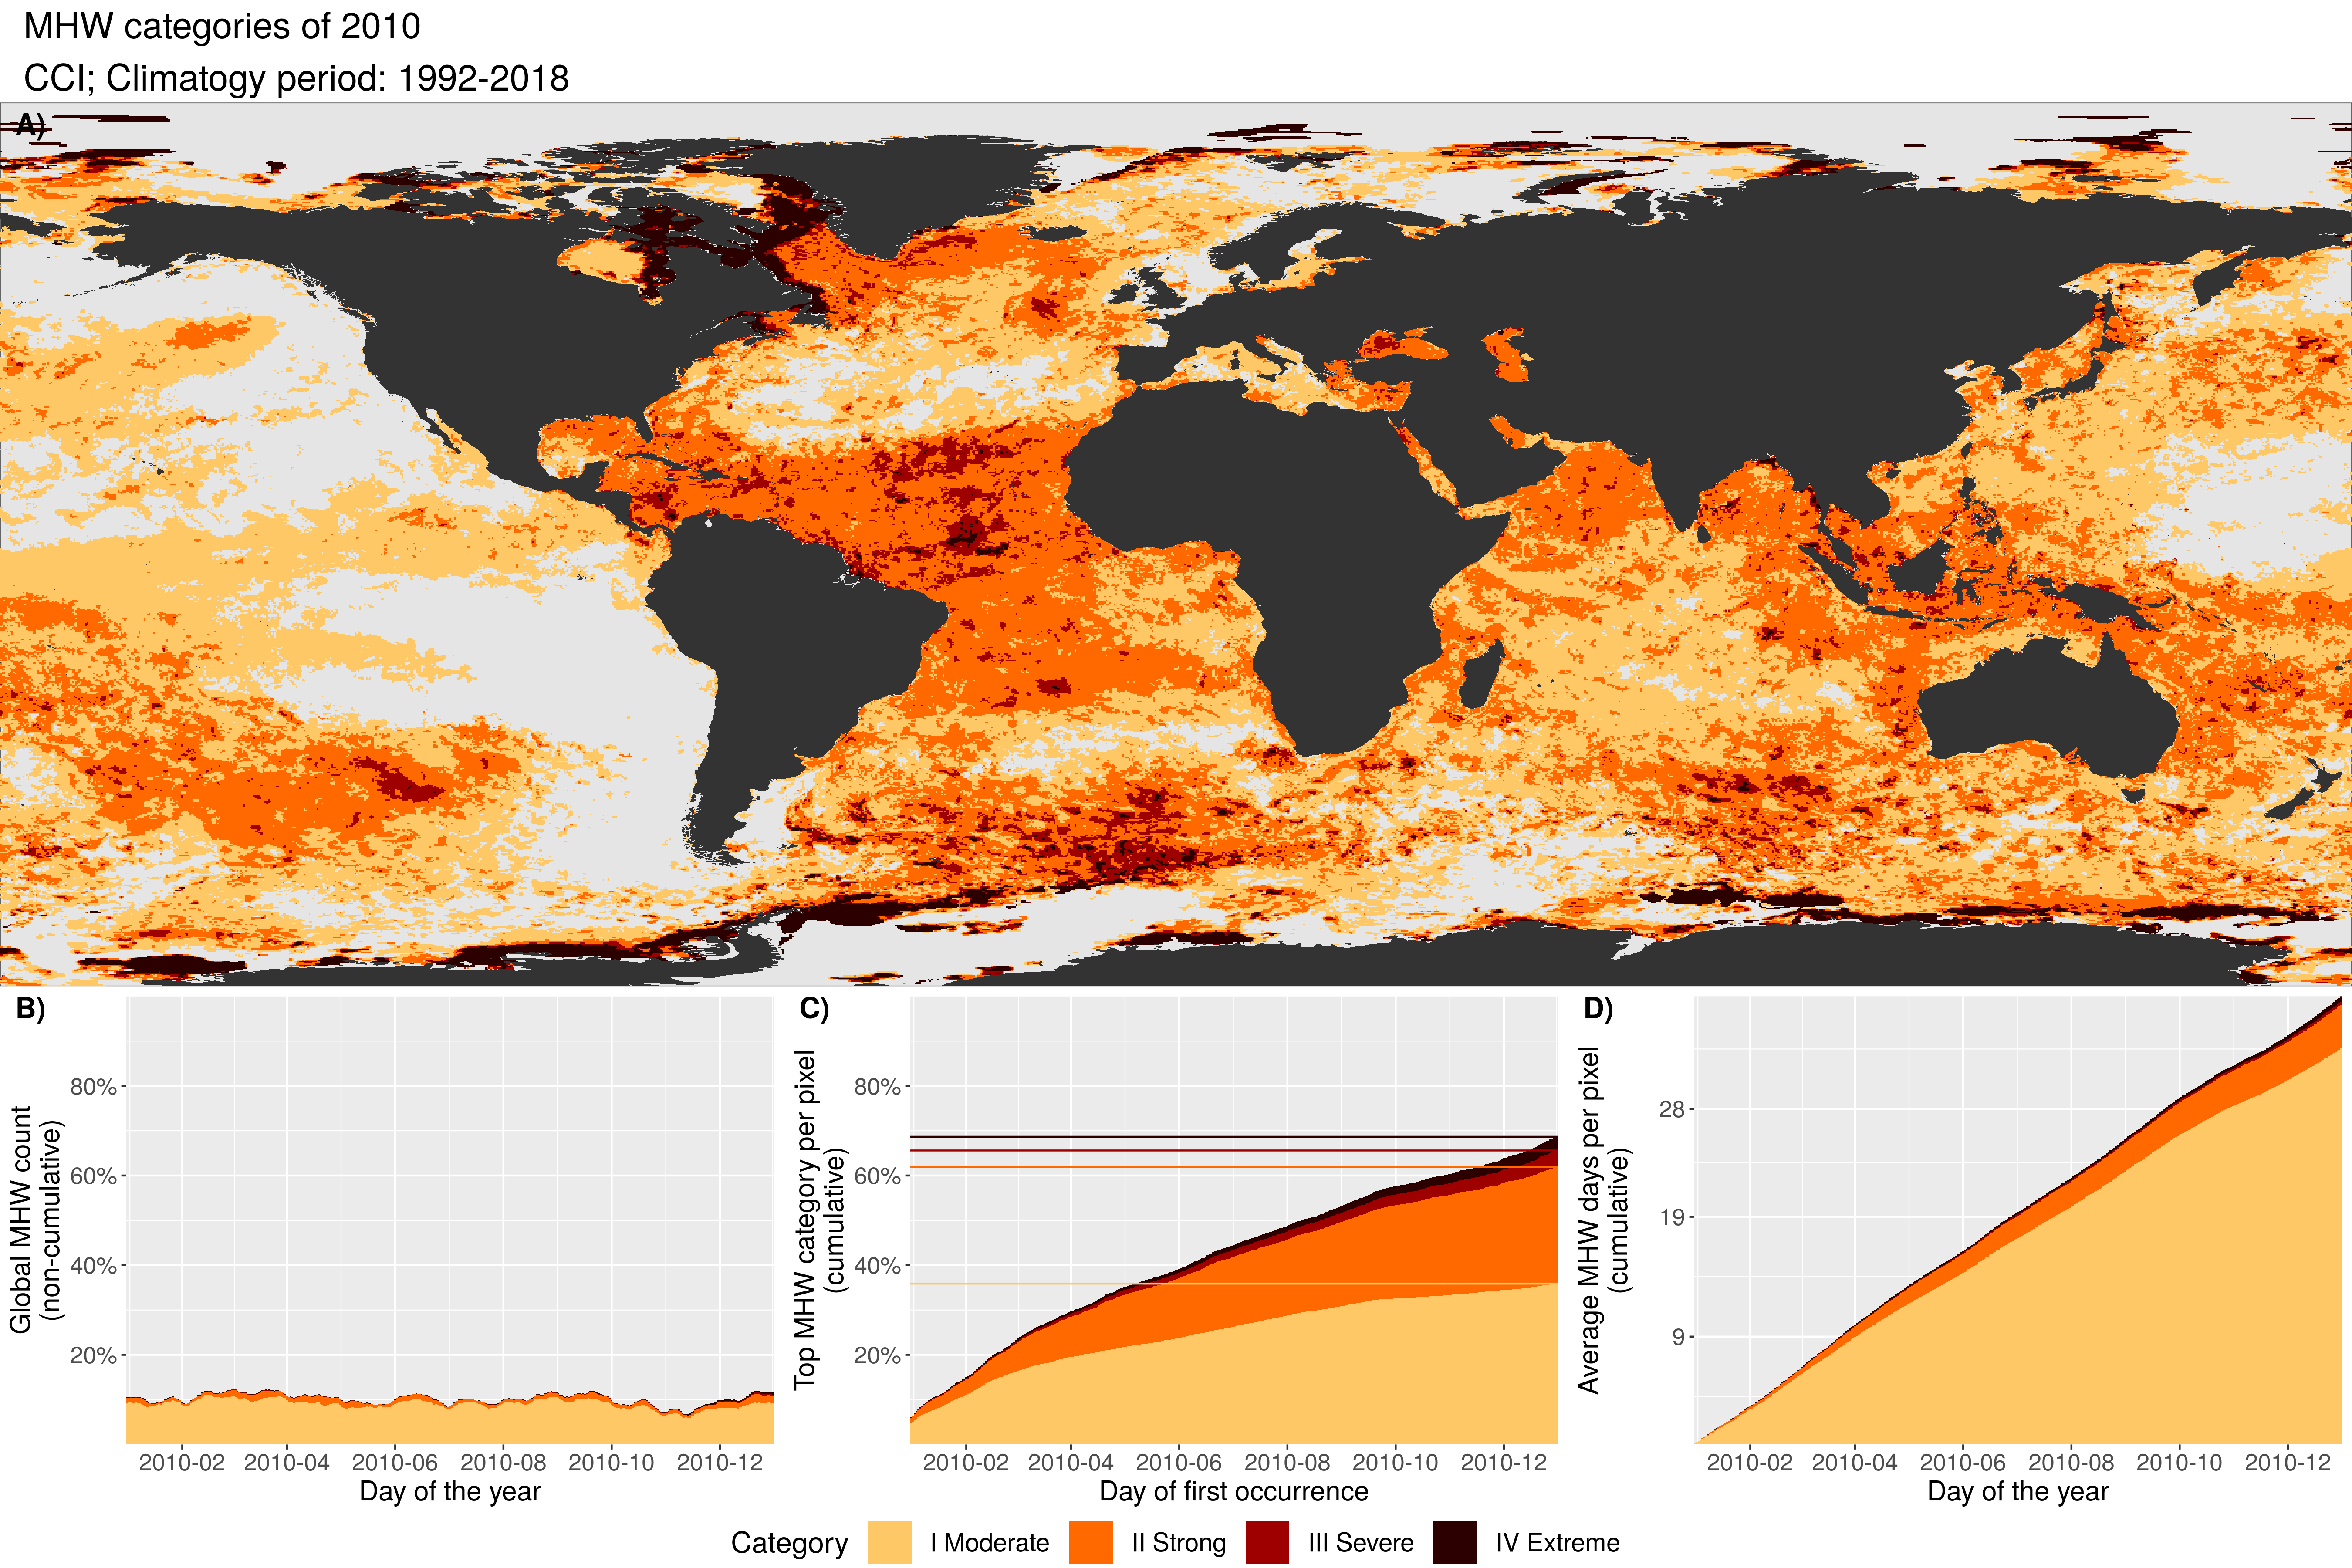 MHW categories of 2010
CCI; Climatogy period: 1992-2018
A)
B)
Global MHW count
(non-cumulative)
80%
60%
40%
20%
2010-02 2010-04 2010-06 2010-08 2010-10 2010-12
Day of the year
C)
Top MHW category per pixel
(cumulative)
80%
60%
40%
20%
2010-02 2010-04 2010-06 2010-08 2010-10 2010-12
Day of first occurrence
D)
Average MHW days per pixel
(cumulative)
28
19
9
2010-02 2010-04 2010-06 2010-08 2010-10 2010-12
Day of the year
Category I Moderate II Strong III Severe IV Extreme